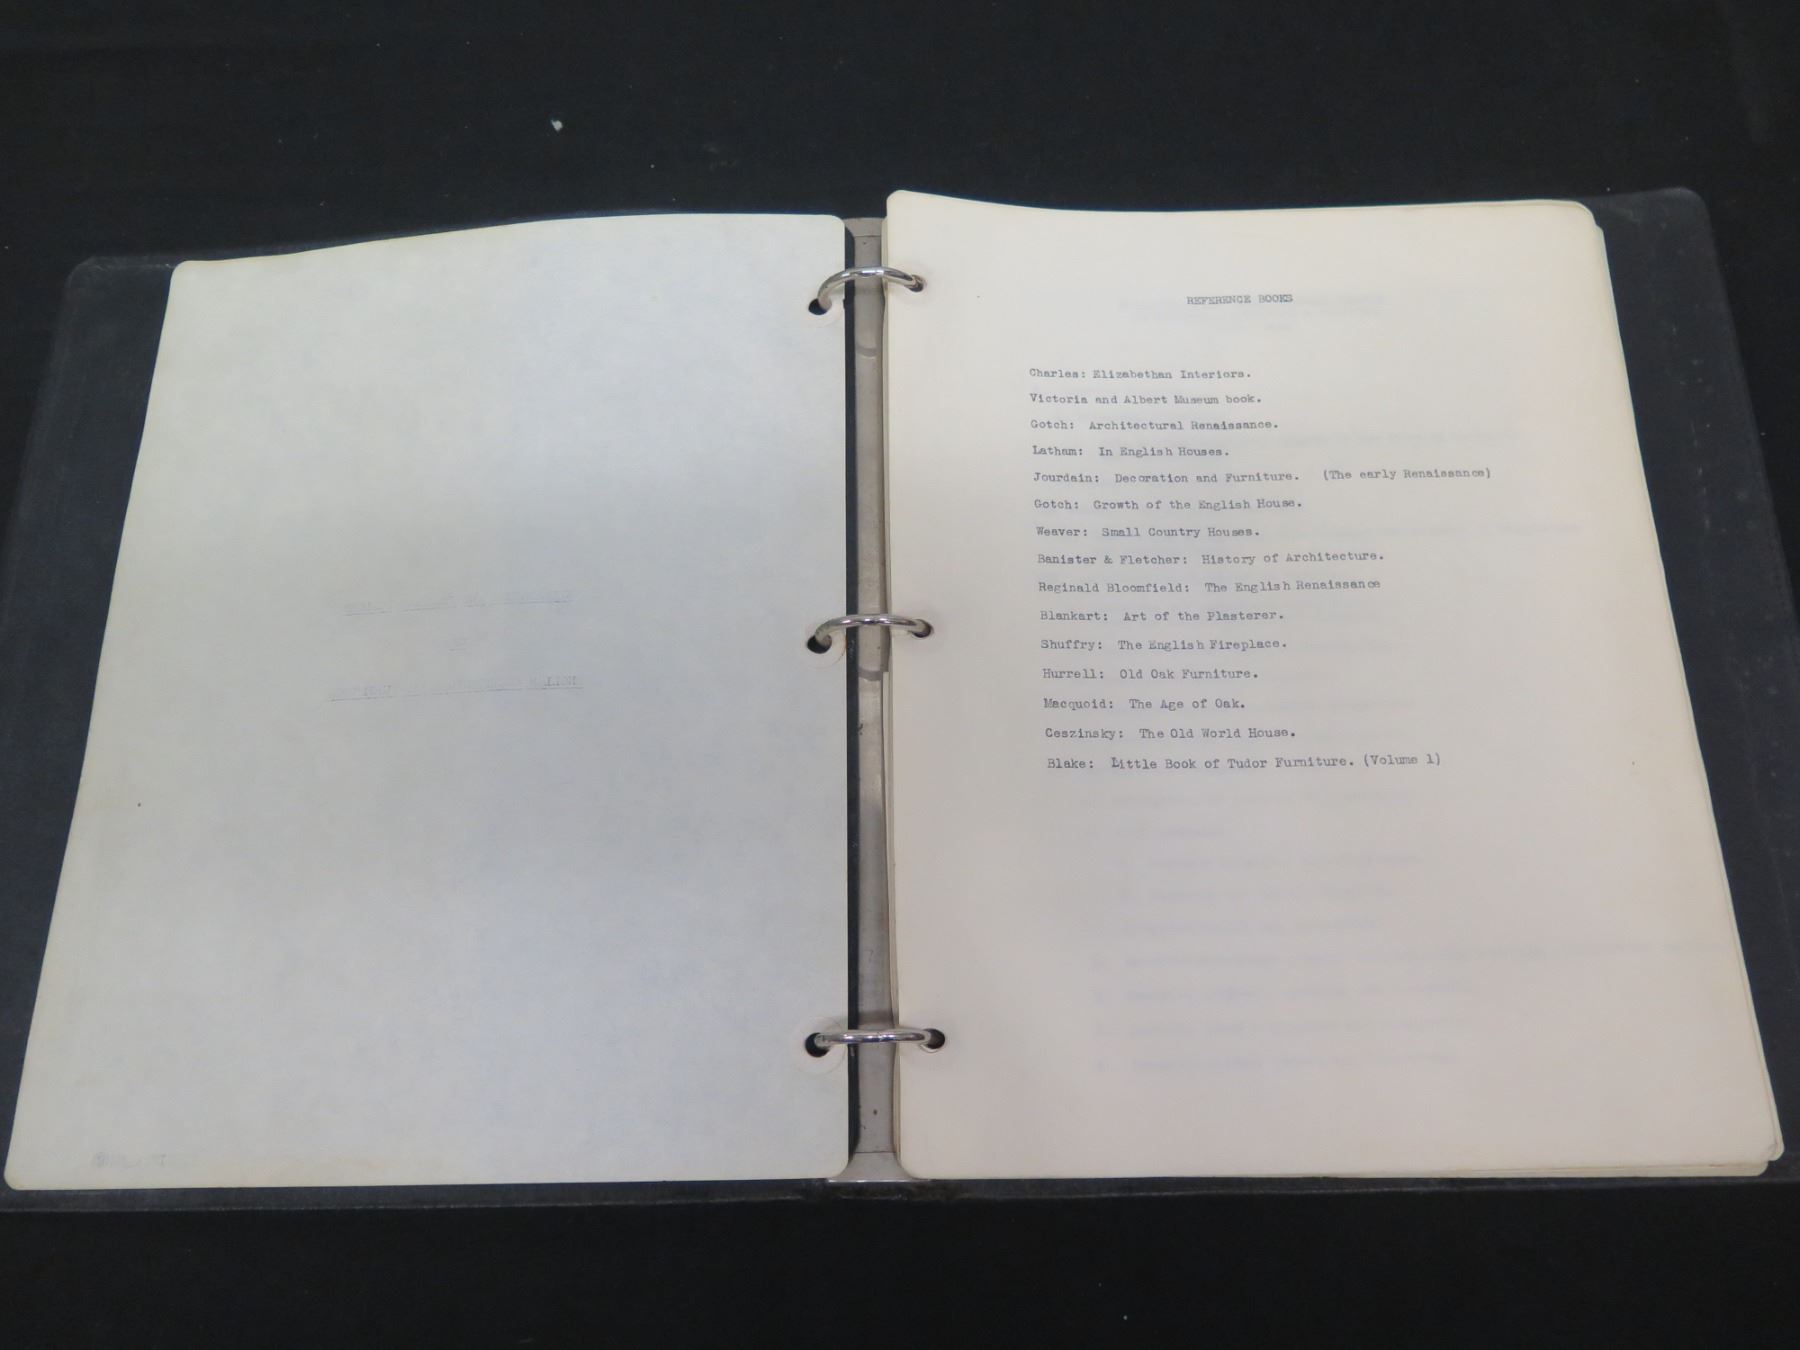 REFERENCE BOOKS
Charles: Elizabethan Interiors.
Victoria and Albert Museum book.
Gotch: Architectural Renaissance.
Latham: In English Houses.
Jourdain: Decoration and Furniture. (The early Renaissance)
Gotch: Growth of the English House.
Weaver: Small Country Houses.
Banister & Fletcher: History of Architecture.
Reginald Bloomfield: The English Renaissance
Blankart: Art of the Plasterer.
Shuffry: The English Fireplace.
Hurrell: Old Oak Furniture.
Macquoid: The Age of Oak.
Ceszinsky: The Old World House.
Blake: Little Book of Tudor Furniture. (Volume 1)